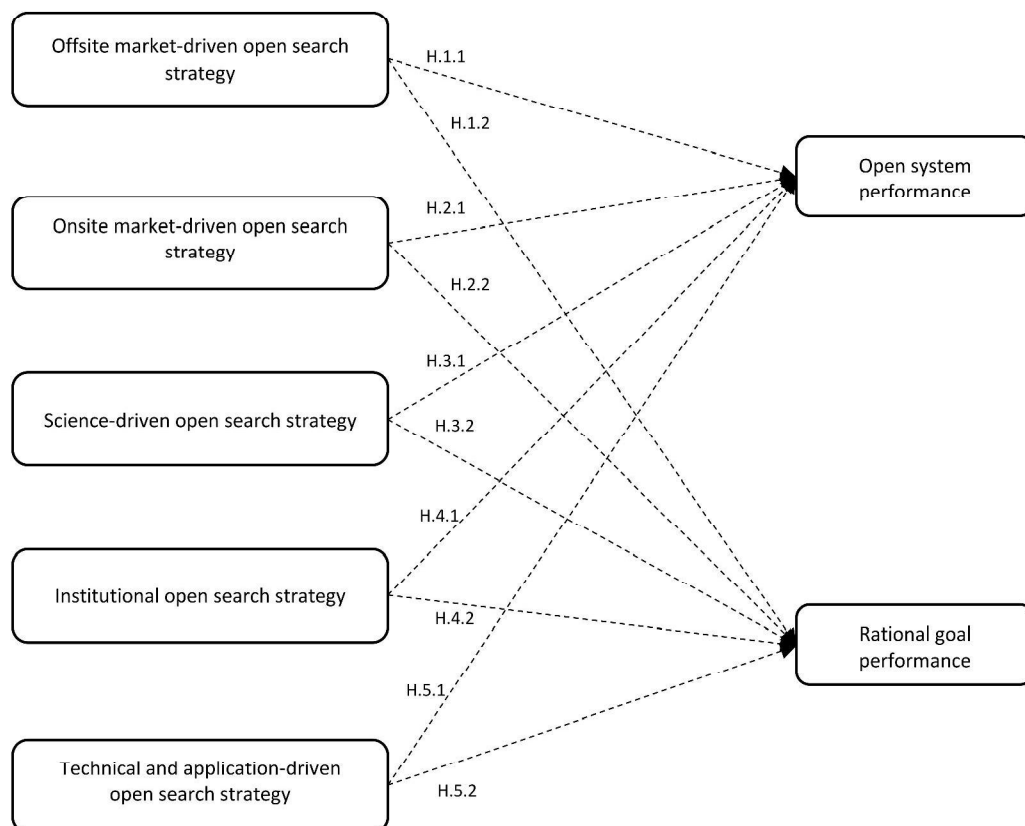 Offsite market-driven open search
strategy
H.1.1
H.1.2
Open system
performance
Onsite market-driven open search
strategy
H.2.1
H.2.2
H.3.1
Science-driven open search strategy
H.3.2
H.4.1
Institutional open search strategy
H.4.2
Rational goal
performance
H.5.1
Technical and application-driven
open search strategy
H.5.2